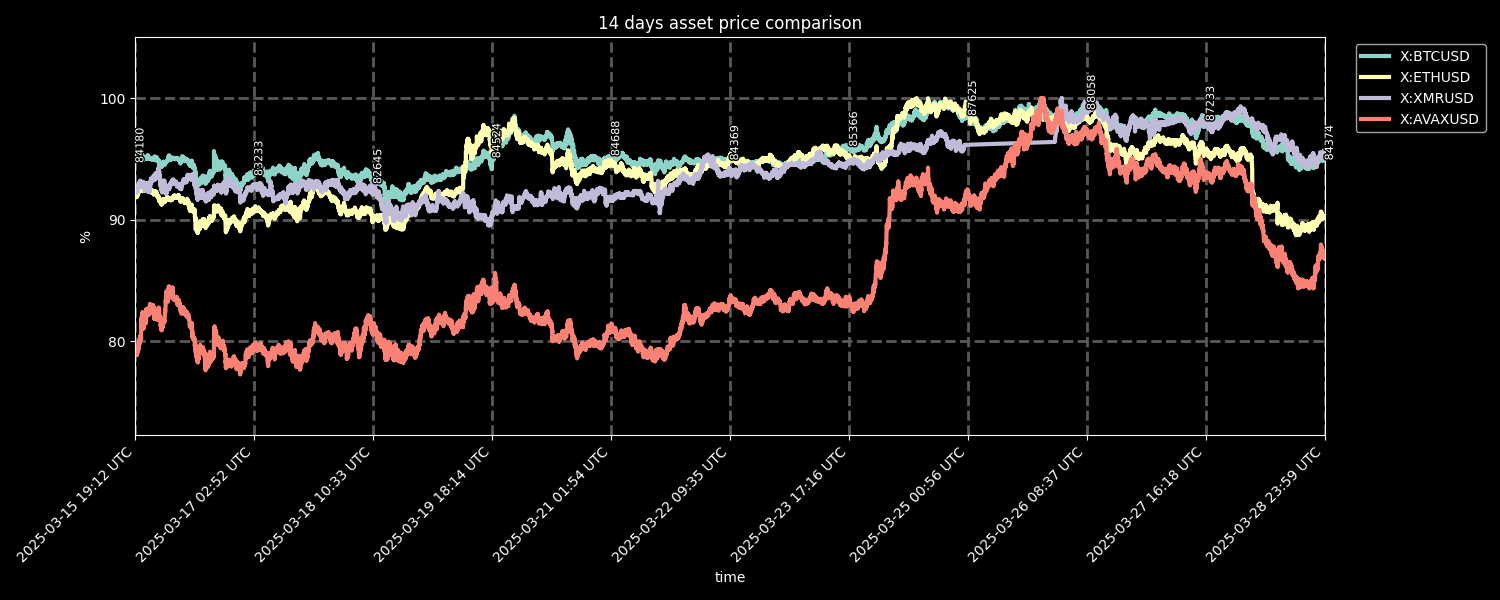 14 days asset price comparison
X:BTCUSD
X:ETHUSD
X:XMRUSD
X:AVAXUSD
100
90
80
%
84180
83233
82645
84524
84688
84369
85366
87625
88058
87233
84374
2025-03-15 19:12 UTC
2025-03-17 02:52 UTC
2025-03-18 10:33 UTC
2025-03-19 18:14 UTC
2025-03-21 01:54 UTC
2025-03-22 09:35 UTC
2025-03-23 17:16 UTC
2025-03-25 00:56 UTC
2025-03-26 08:37 UTC
2025-03-27 16:18 UTC
2025-03-28 23:59 UTC
time